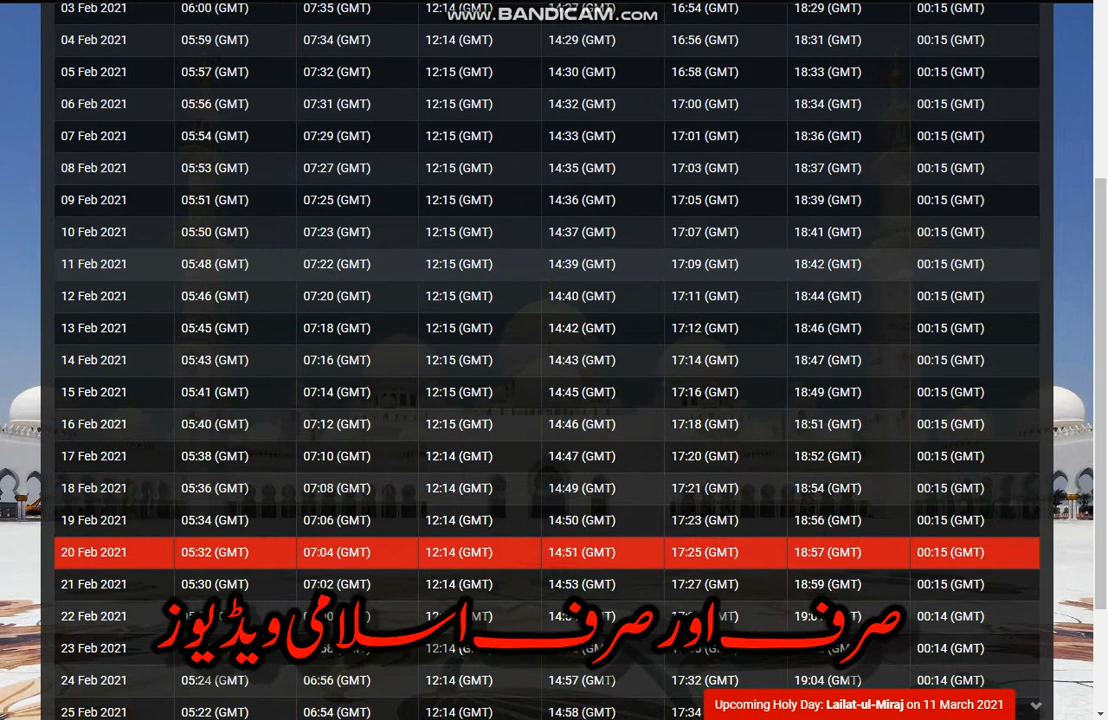 www.BANDICAM.com
03 Feb 2021 06:00 (GMT) 07:35 (GMT) 12:14 (GMT) 14:27 (GMT) 16:54 (GMT) 18:29 (GMT) 00:15 (GMT)
04 Feb 2021 05:59 (GMT) 07:34 (GMT) 12:14 (GMT) 14:29 (GMT) 16:56 (GMT) 18:31 (GMT) 00:15 (GMT)
05 Feb 2021 05:57 (GMT) 07:32 (GMT) 12:15 (GMT) 14:30 (GMT) 16:58 (GMT) 18:33 (GMT) 00:15 (GMT)
06 Feb 2021 05:56 (GMT) 07:31 (GMT) 12:15 (GMT) 14:32 (GMT) 17:00 (GMT) 18:34 (GMT) 00:15 (GMT)
07 Feb 2021 05:54 (GMT) 07:29 (GMT) 12:15 (GMT) 14:33 (GMT) 17:01 (GMT) 18:36 (GMT) 00:15 (GMT)
08 Feb 2021 05:53 (GMT) 07:27 (GMT) 12:15 (GMT) 14:35 (GMT) 17:03 (GMT) 18:37 (GMT) 00:15 (GMT)
09 Feb 2021 05:51 (GMT) 07:25 (GMT) 12:15 (GMT) 14:36 (GMT) 17:05 (GMT) 18:39 (GMT) 00:15 (GMT)
10 Feb 2021 05:50 (GMT) 07:23 (GMT) 12:15 (GMT) 14:37 (GMT) 17:07 (GMT) 18:41 (GMT) 00:15 (GMT)
11 Feb 2021 05:48 (GMT) 07:22 (GMT) 12:15 (GMT) 14:39 (GMT) 17:09 (GMT) 18:42 (GMT) 00:15 (GMT)
12 Feb 2021 05:46 (GMT) 07:20 (GMT) 12:15 (GMT) 14:40 (GMT) 17:11 (GMT) 18:44 (GMT) 00:15 (GMT)
13 Feb 2021 05:45 (GMT) 07:18 (GMT) 12:15 (GMT) 14:42 (GMT) 17:12 (GMT) 18:46 (GMT) 00:15 (GMT)
14 Feb 2021 05:43 (GMT) 07:16 (GMT) 12:15 (GMT) 14:43 (GMT) 17:14 (GMT) 18:47 (GMT) 00:15 (GMT)
15 Feb 2021 05:41 (GMT) 07:14 (GMT) 12:15 (GMT) 14:45 (GMT) 17:16 (GMT) 18:49 (GMT) 00:15 (GMT)
16 Feb 2021 05:40 (GMT) 07:12 (GMT) 12:15 (GMT) 14:46 (GMT) 17:18 (GMT) 18:51 (GMT) 00:15 (GMT)
17 Feb 2021 05:38 (GMT) 07:10 (GMT) 12:14 (GMT) 14:47 (GMT) 17:20 (GMT) 18:52 (GMT) 00:15 (GMT)
18 Feb 2021 05:36 (GMT) 07:08 (GMT) 12:14 (GMT) 14:49 (GMT) 17:21 (GMT) 18:54 (GMT) 00:15 (GMT)
19 Feb 2021 05:34 (GMT) 07:06 (GMT) 12:14 (GMT) 14:50 (GMT) 17:23 (GMT) 18:56 (GMT) 00:15 (GMT)
20 Feb 2021 05:32 (GMT) 07:04 (GMT) 12:14 (GMT) 14:51 (GMT) 17:25 (GMT) 18:57 (GMT) 00:15 (GMT)
21 Feb 2021 05:30 (GMT) 07:02 (GMT) 12:14 (GMT) 14:53 (GMT) 17:27 (GMT) 18:59 (GMT) 00:15 (GMT)
22 Feb 2021 00:14 (GMT)
صرف اور صرف اسلامی ویڈیوز
23 Feb 2021 00:14 (GMT)
24 Feb 2021 05:24 (GMT) 06:56 (GMT) 12:14 (GMT) 14:57 (GMT) 17:32 (GMT) 19:04 (GMT) 00:14 (GMT)
25 Feb 2021 05:22 (GMT) 06:54 (GMT) 12:14 (GMT) 14:58 (GMT) 17:34
Upcoming Holy Day: Lailat-ul-Miraj on 11 March 2021